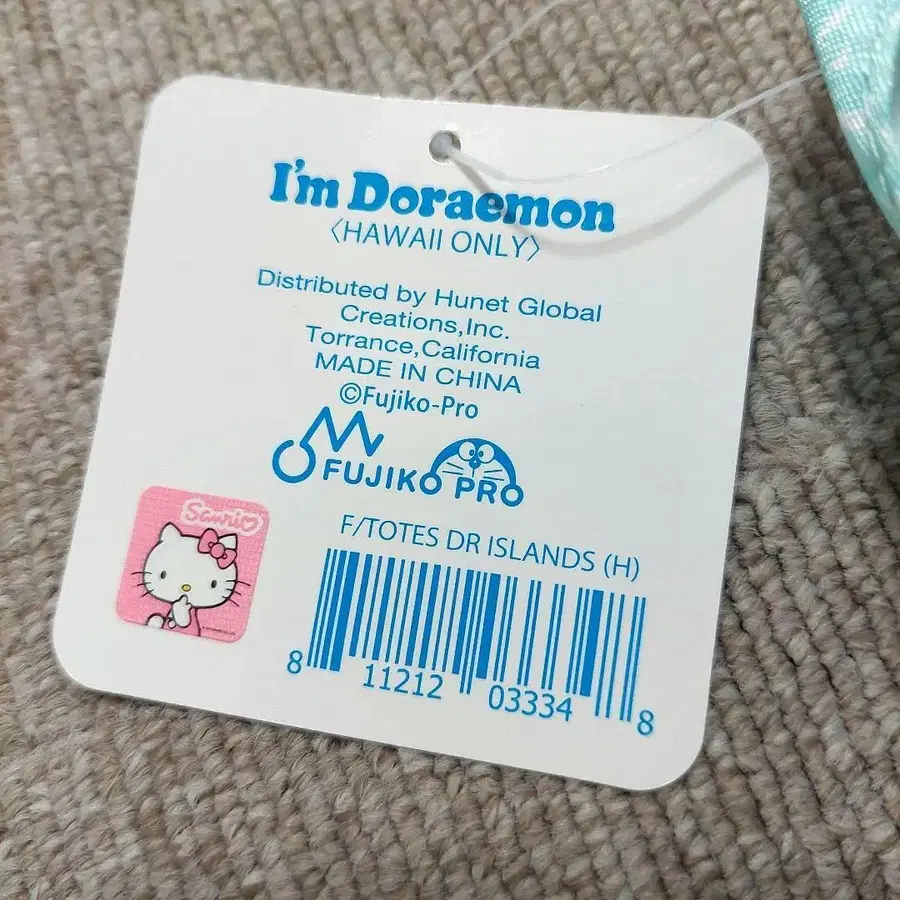 I'm Doraemon
〈HAWAII ONLY〉
Distributed by Hunet Global
Creations,Inc.
Torrance,California
MADE IN CHINA
©Fujiko-Pro
FUJIKO PRO
Sanrio
F/TOTES DR ISLANDS (H)
8 11212 03334 8